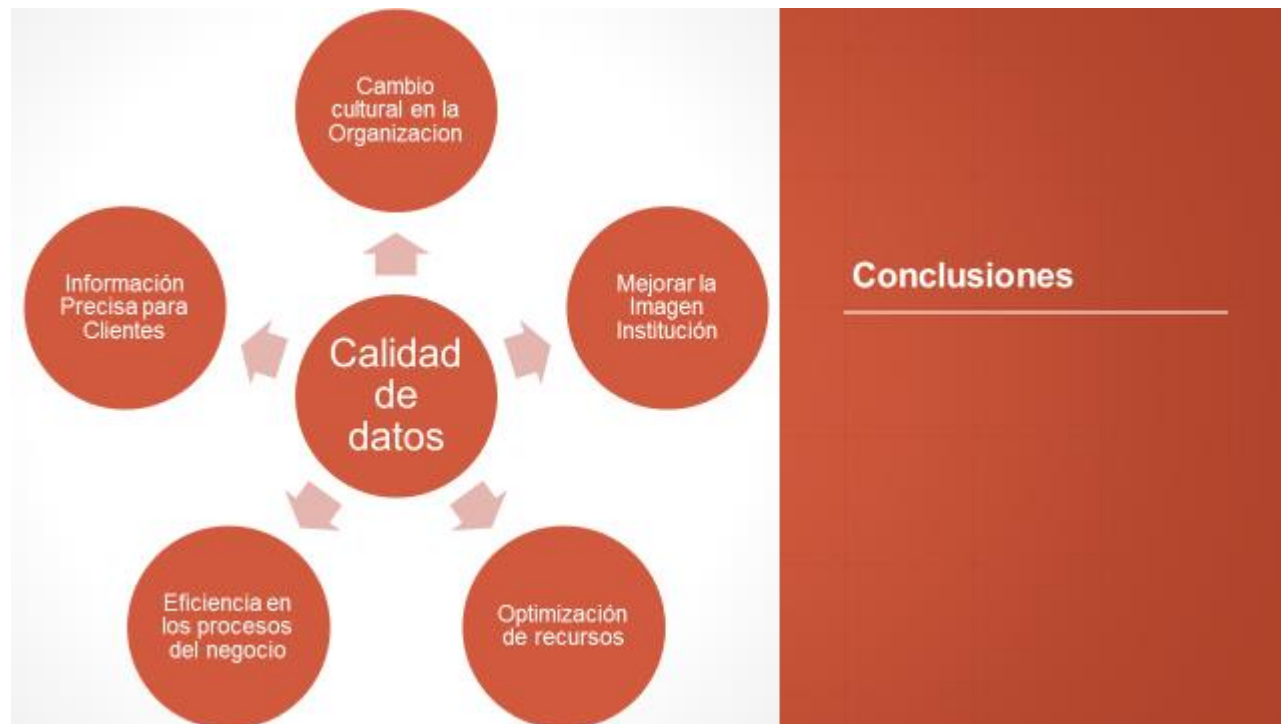 Cambio
cultural en la
Organizacion
Información
Precisa para
Clientes
Mejorar la
Imagen
Institución
Calidad
de
datos
Eficiencia en
los procesos
del negocio
Optimización
de recursos
Conclusiones